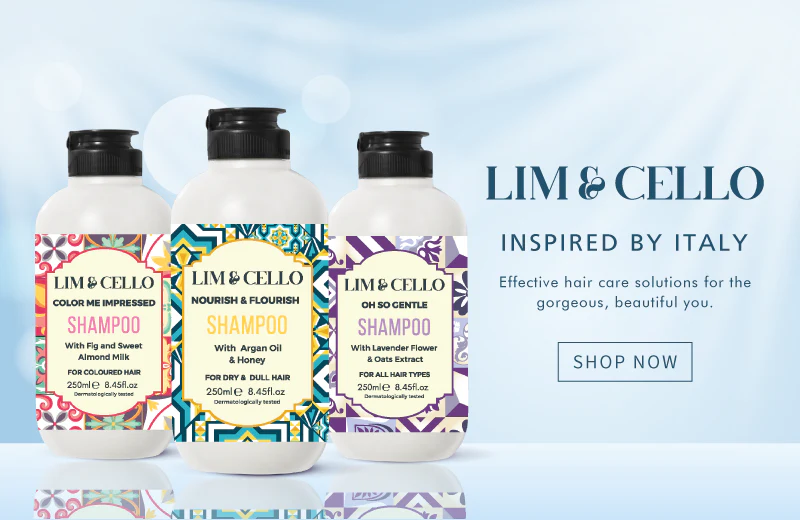 LIM & CELLO
COLOR ME IMPRESSED
SHAMPOO
With Fig and Sweet
Almond Milk
FOR COLOURED HAIR
250ml℮ 8.45fl.oz
Dermatologically tested
LIM & CELLO
NOURISH & FLOURISH
SHAMPOO
With Argan Oil
& Honey
FOR DRY & DULL HAIR
250ml℮ 8.45fl.oz
Dermatologically tested
LIM & CELLO
OH SO GENTLE
SHAMPOO
With Lavender Flower
& Oats Extract
FOR ALL HAIR TYPES
250ml℮ 8.45fl.oz
Dermatologically tested
LIM & CELLO
INSPIRED BY ITALY
Effective hair care solutions for the
gorgeous, beautiful you.
SHOP NOW